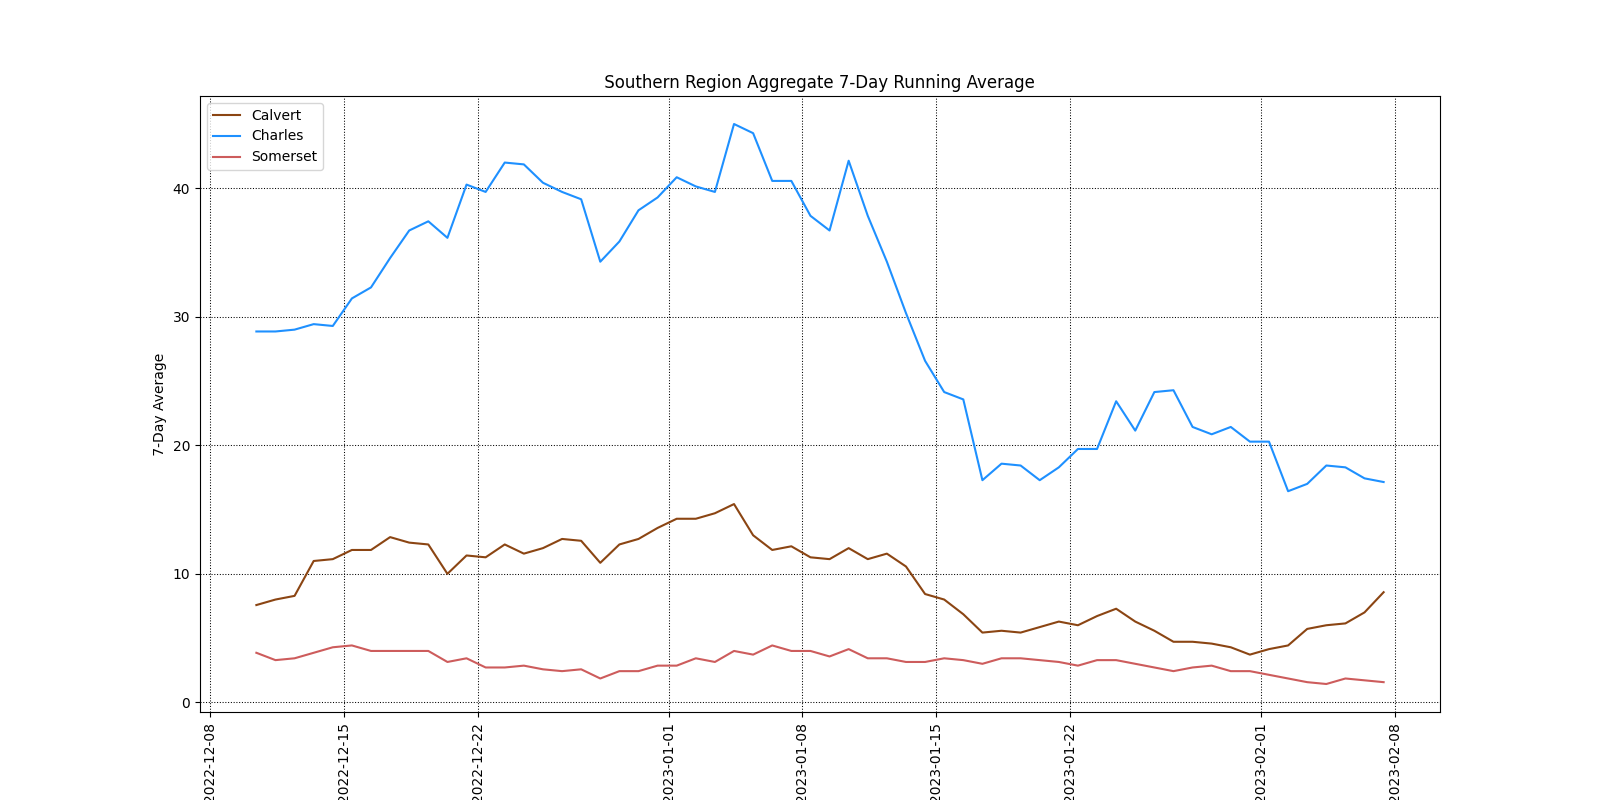 Southern Region Aggregate 7-Day Running Average
Calvert
Charles
Somerset
7-Day Average
40
30
20
10
0
2022-12-08
2022-12-15
2022-12-22
2023-01-01
2023-01-08
2023-01-15
2023-01-22
2023-02-01
2023-02-08